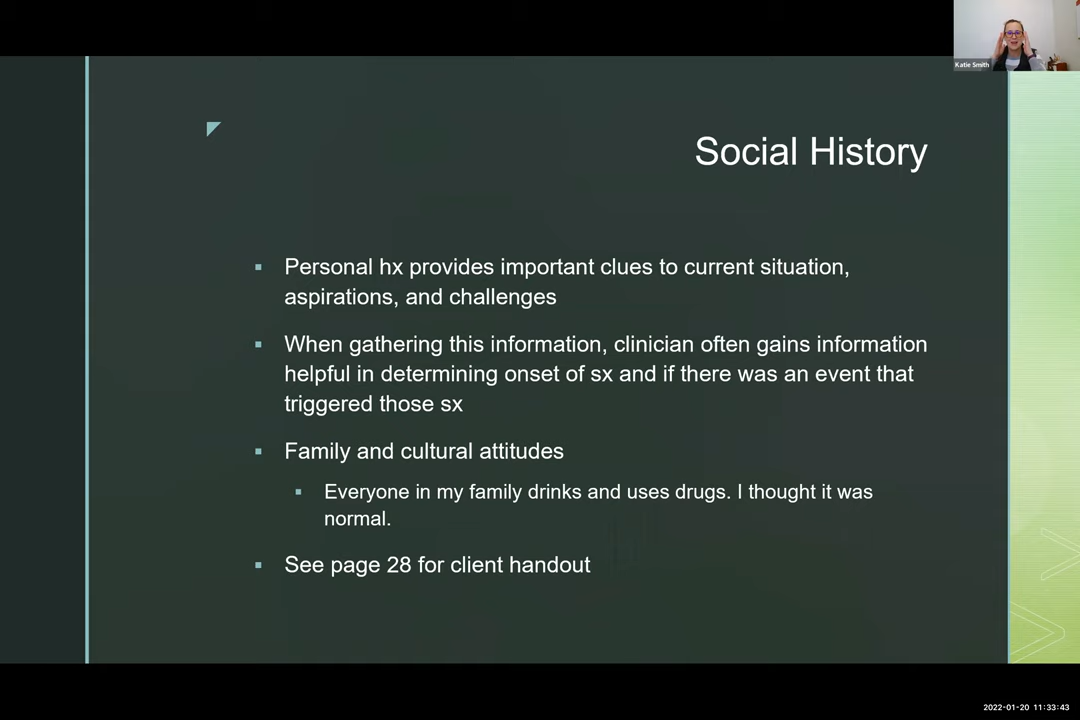 Katie Smith
Social History
Personal hx provides important clues to current situation,
aspirations, and challenges
When gathering this information, clinician often gains information
helpful in determining onset of sx and if there was an event that
triggered those sx
Family and cultural attitudes
Everyone in my family drinks and uses drugs. I thought it was
normal.
See page 28 for client handout
2022-01-20 11:33:43